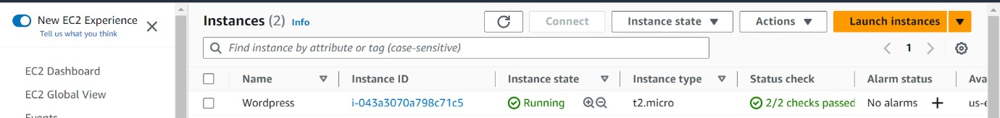 New EC2 Experience
Tell us what you think
EC2 Dashboard
EC2 Global View
Events
Instances (2) Info
Connect
Instance state
Actions
Launch instances
Find instance by attribute or tag (case-sensitive)
1
Name Instance ID Instance state Instance type Status check Alarm status Ava
Wordpress i-043a3070a798c71c5 Running t2.micro 2/2 checks passed No alarms + us-e